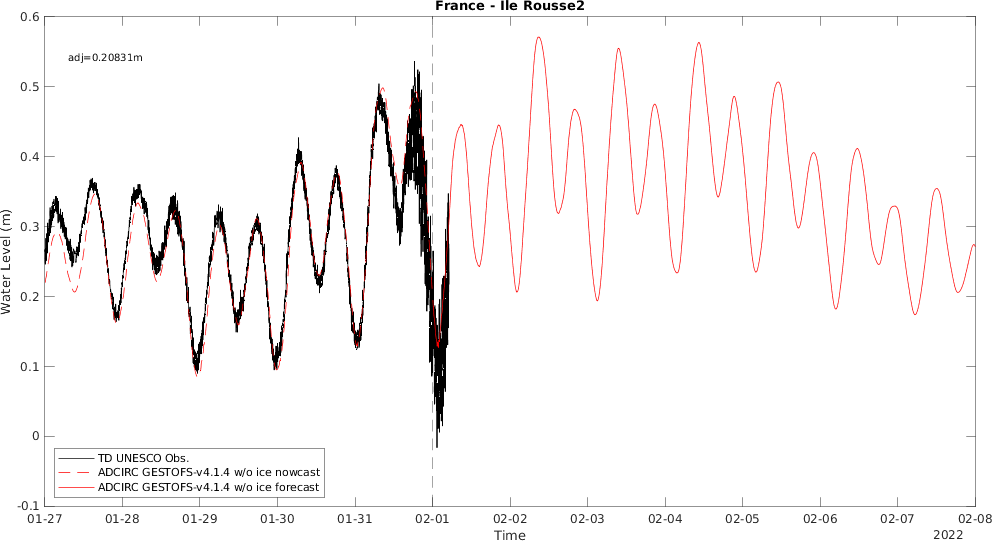 France - Ile Rousse2
adj=0.20831m
Water Level (m)
0.6
0.5
0.4
0.3
0.2
0.1
0
-0.1
TD UNESCO Obs.
ADCIRC GESTOFS-v4.1.4 w/o ice nowcast
ADCIRC GESTOFS-v4.1.4 w/o ice forecast
01-27 01-28 01-29 01-30 01-31 02-01 02-02 02-03 02-04 02-05 02-06 02-07 02-08
Time
2022